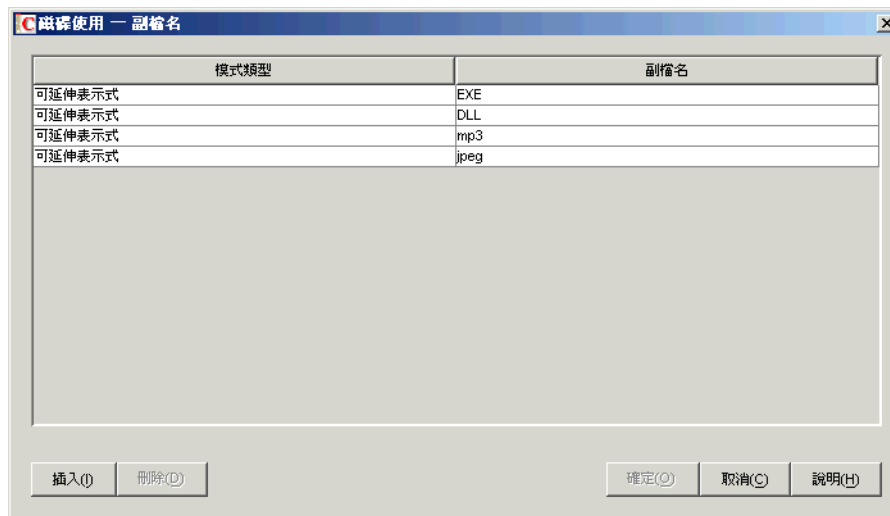 C磁碟使用 — 副檔名
模式類型 副檔名
可延伸表示式 EXE
可延伸表示式 DLL
可延伸表示式 mp3
可延伸表示式 jpeg
插入(I) 刪除(D) 確定(O) 取消(C) 說明(H)